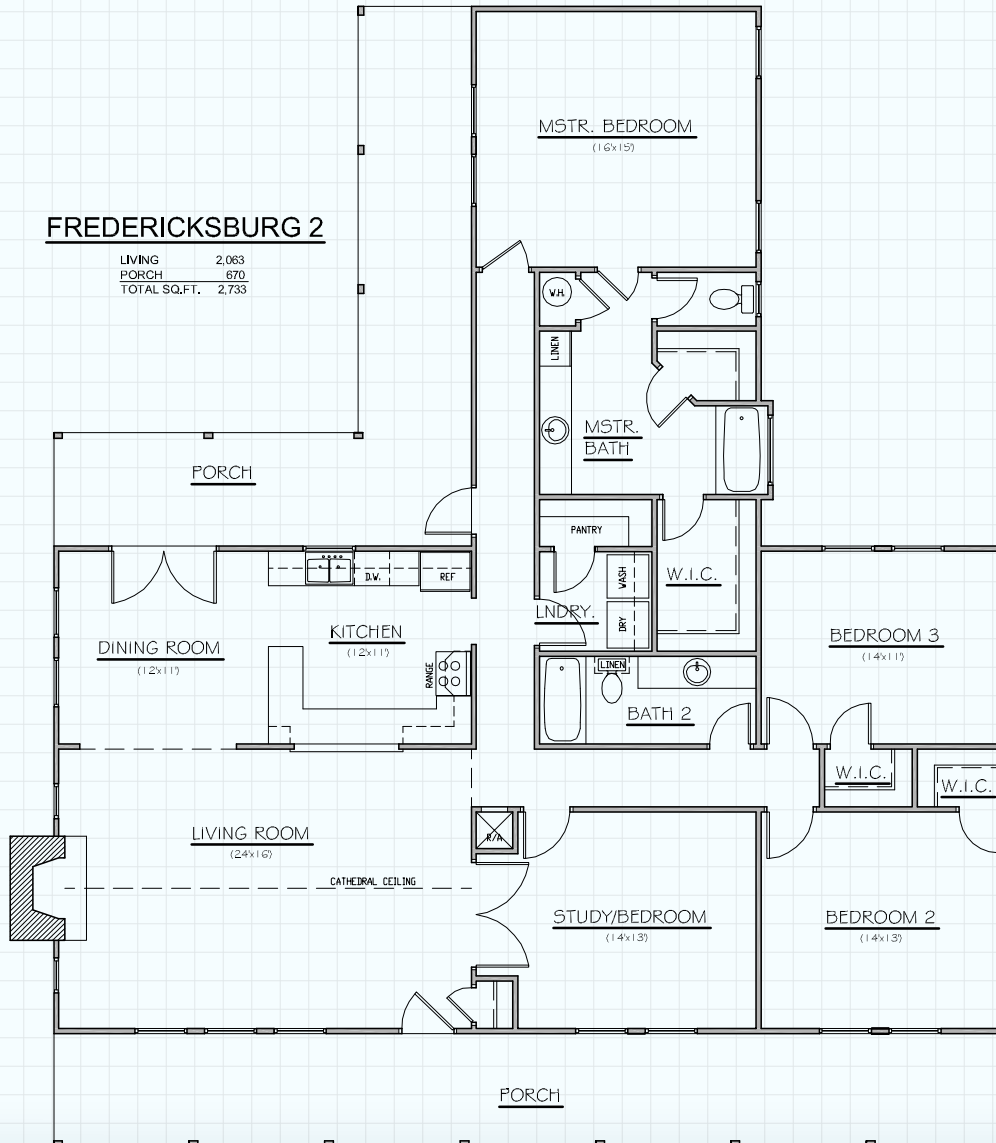 MSTR. BEDROOM
(16'x15')
FREDERICKSBURG 2
LIVING 2,063
PORCH 670
TOTAL SQ.FT. 2,733
W.H.
LINEN
MSTR.
BATH
PORCH
PANTRY
D.W.
REF
WASH
W.I.C.
LNDRY.
DRY
KITCHEN
(12'x11')
DINING ROOM
(12'x11')
BEDROOM 3
(14'x11')
RANGE
LINEN
BATH 2
W.I.C.
W.I.C.
LIVING ROOM
(24'x16')
R/A
CATHEDRAL CEILING
STUDY/BEDROOM
(14'x13')
BEDROOM 2
(14'x13')
PORCH